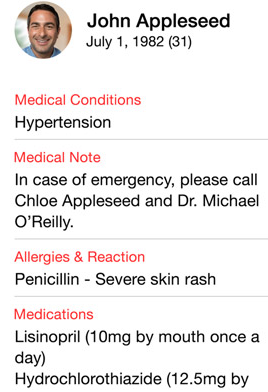 John Appleseed
July 1, 1982 (31)
Medical Conditions
Hypertension
Medical Note
In case of emergency, please call
Chloe Appleseed and Dr. Michael
O’Reilly.
Allergies & Reaction
Penicillin - Severe skin rash
Medications
Lisinopril (10mg by mouth once a
day)
Hydrochlorothiazide (12.5mg by